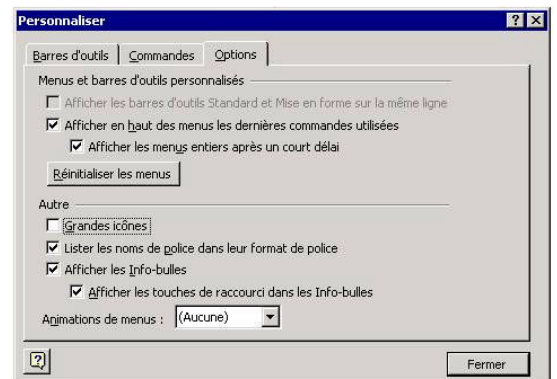 Personnaliser
Barres d'outils Commandes Options
Menus et barres d'outils personnalisés
Afficher les barres d'outils Standard et Mise en forme sur la même ligne
Afficher en haut des menus les dernières commandes utilisées
Afficher les menus entiers après un court délai
Réinitialiser les menus
Autre
Grandes icônes
Lister les noms de police dans leur format de police
Afficher les Info-bulles
Afficher les touches de raccourci dans les Info-bulles
Animations de menus : (Aucune)
Fermer